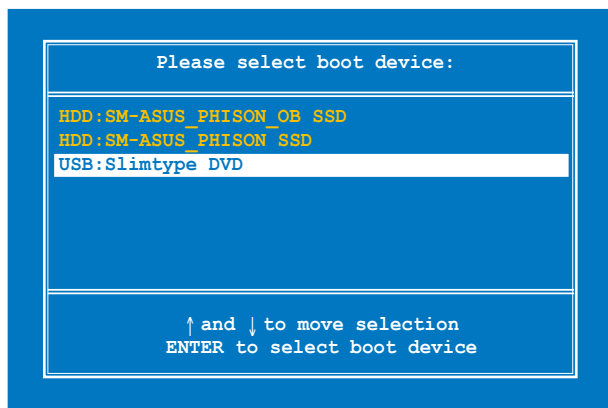 Please select boot device:
HDD:SM-ASUS_PHISON_OB SSD
HDD:SM-ASUS_PHISON SSD
USB:Slimtype DVD
↑ and ↓ to move selection
ENTER to select boot device